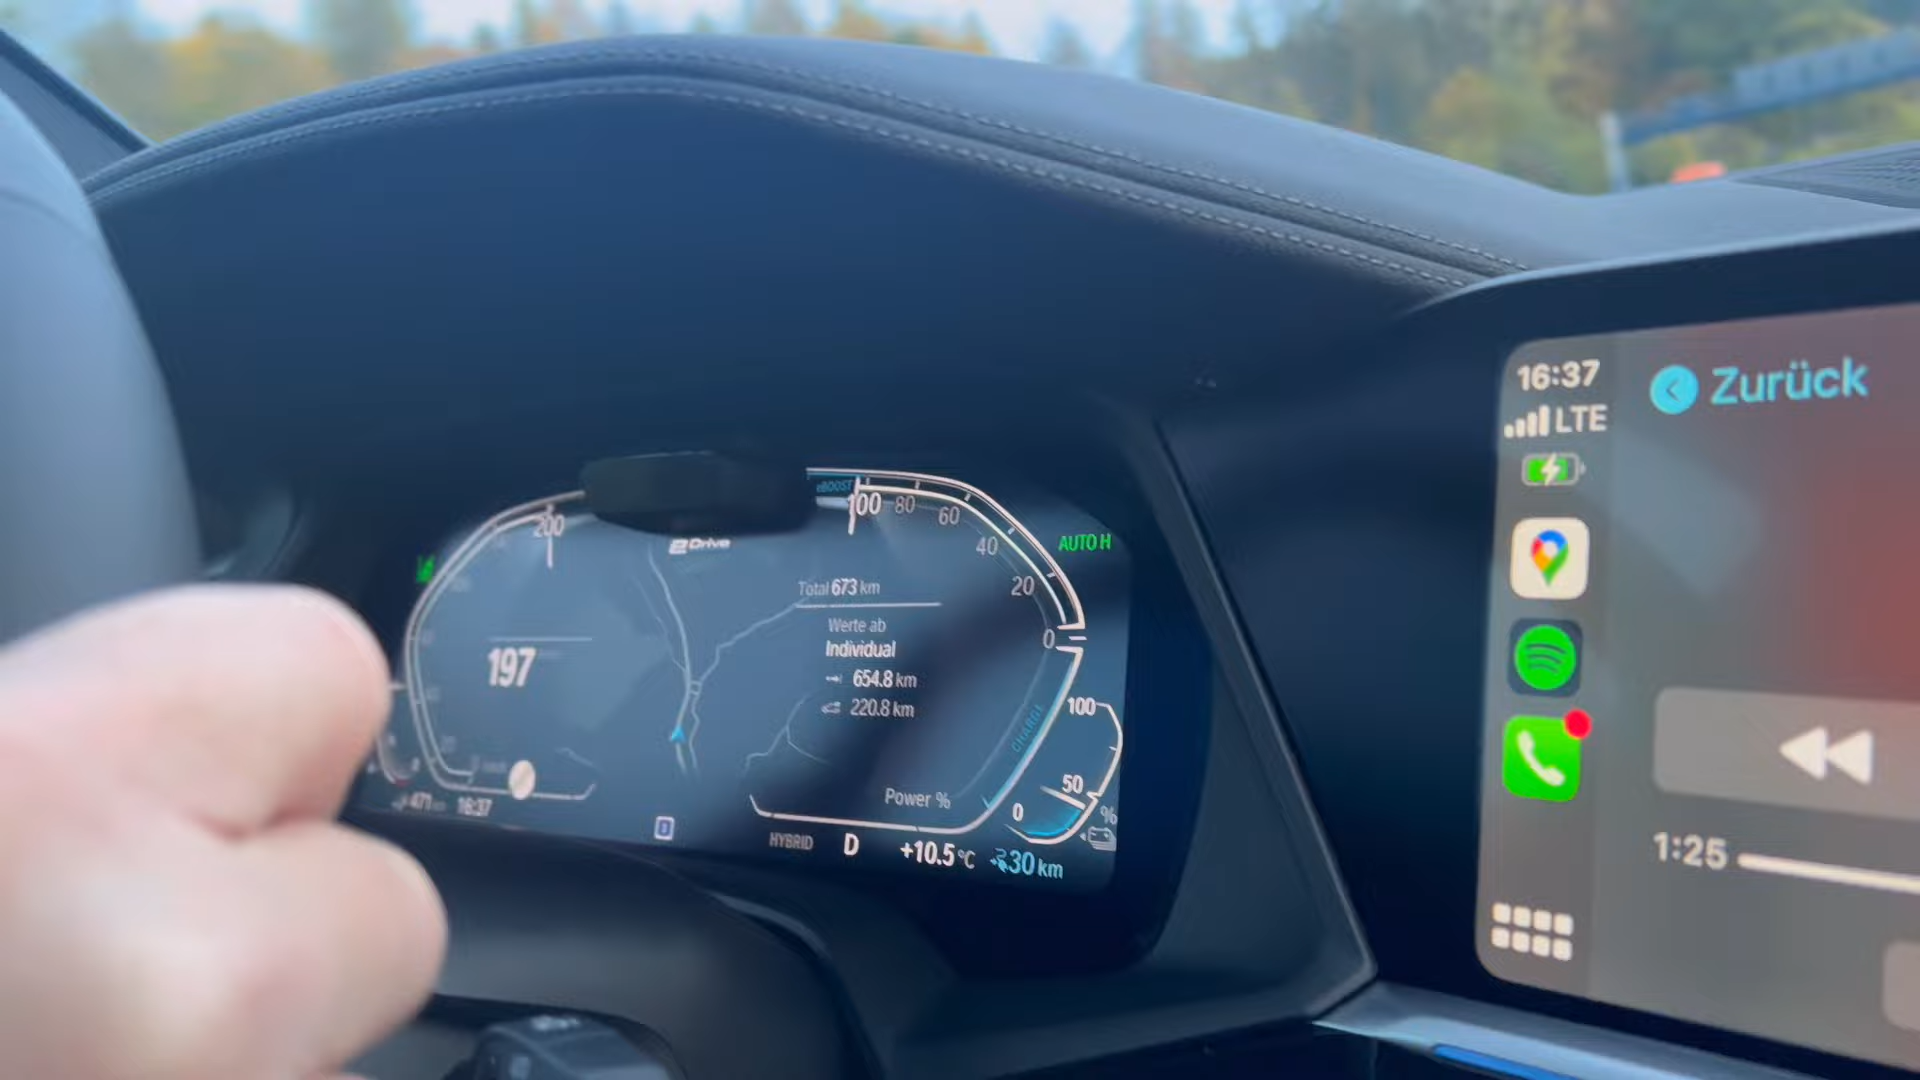 200
eDrive
eBOOST
100
80
60
40
20
0
AUTO H
Total 673 km
Werte ab
Individual
654.8 km
220.8 km
197
CHARGE
100
50
0
%
Power %
471
16:37
HYBRID
D
+10.5°C
30 km
16:37
LTE
Zurück
1:25